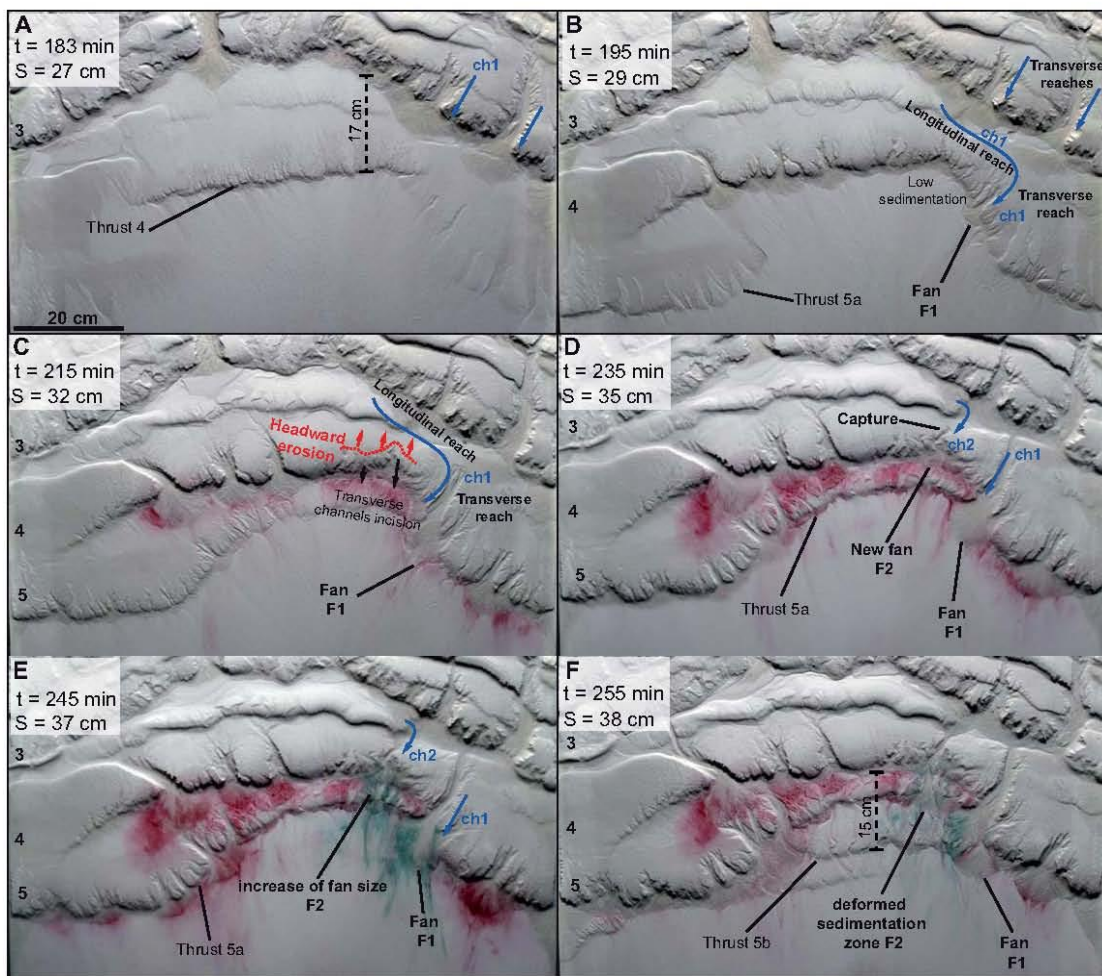 A
t = 183 min
S = 27 cm
ch1
17 cm
3
Thrust 4
20 cm
B
t = 195 min
S = 29 cm
Transverse
reaches
3
Longitudinal reach
ch1
Low
sedimentation
4
Transverse
reach
ch1
Thrust 5a
Fan
F1
C
t = 215 min
S = 32 cm
3
Longitudinal reach
Headward
erosion
ch1
Transverse
channels incision
Transverse
reach
4
Fan
F1
5
D
t = 235 min
S = 35 cm
Capture
3
ch2
ch1
4
New fan
F2
5
Thrust 5a
Fan
F1
E
t = 245 min
S = 37 cm
3
ch2
ch1
4
increase of fan size
F2
5
Fan
F1
Thrust 5a
F
t = 255 min
S = 38 cm
3
15 cm
4
5
deformed
sedimentation
zone F2
Thrust 5b
Fan
F1